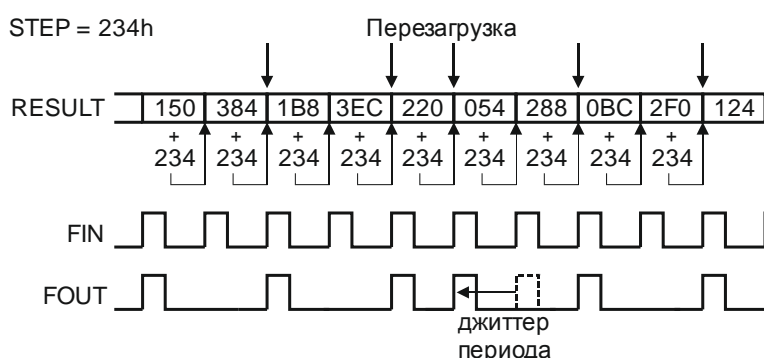 STEP = 234h Перезагрузка
RESULT 150 384 1B8 3EC 220 054 288 0BC 2F0 124
+ + + + + + + + +
234 234 234 234 234 234 234 234 234
FIN
FOUT
джиттер
периода